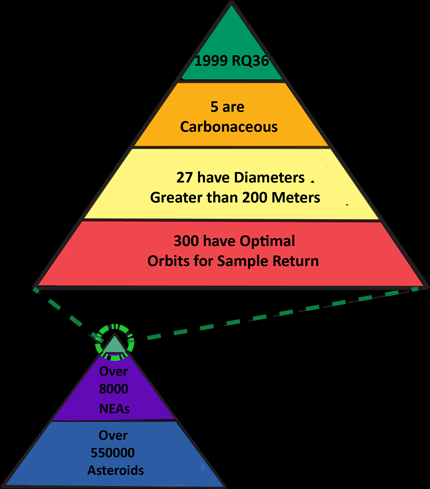 1999 RQ36
5 are
Carbonaceous
27 have Diameters
Greater than 200 Meters
300 have Optimal
Orbits for Sample Return
Over
8000
NEAs
Over
550000
Asteroids